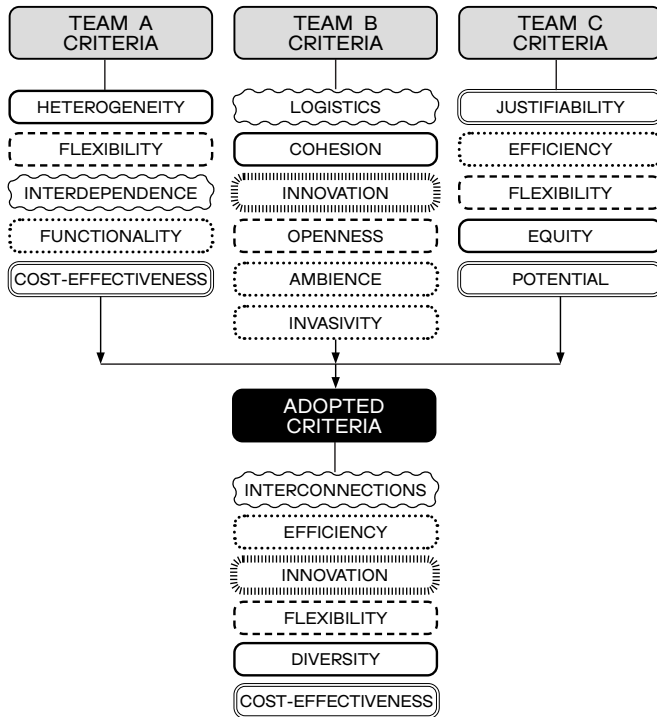 TEAM A
CRITERIA
HETEROGENEITY
FLEXIBILITY
INTERDEPENDENCE
FUNCTIONALITY
COST-EFFECTIVENESS
TEAM B
CRITERIA
LOGISTICS
COHESION
INNOVATION
OPENNESS
AMBIENCE
INVASIVITY
TEAM C
CRITERIA
JUSTIFIABILITY
EFFICIENCY
FLEXIBILITY
EQUITY
POTENTIAL
ADOPTED
CRITERIA
INTERCONNECTIONS
EFFICIENCY
INNOVATION
FLEXIBILITY
DIVERSITY
COST-EFFECTIVENESS